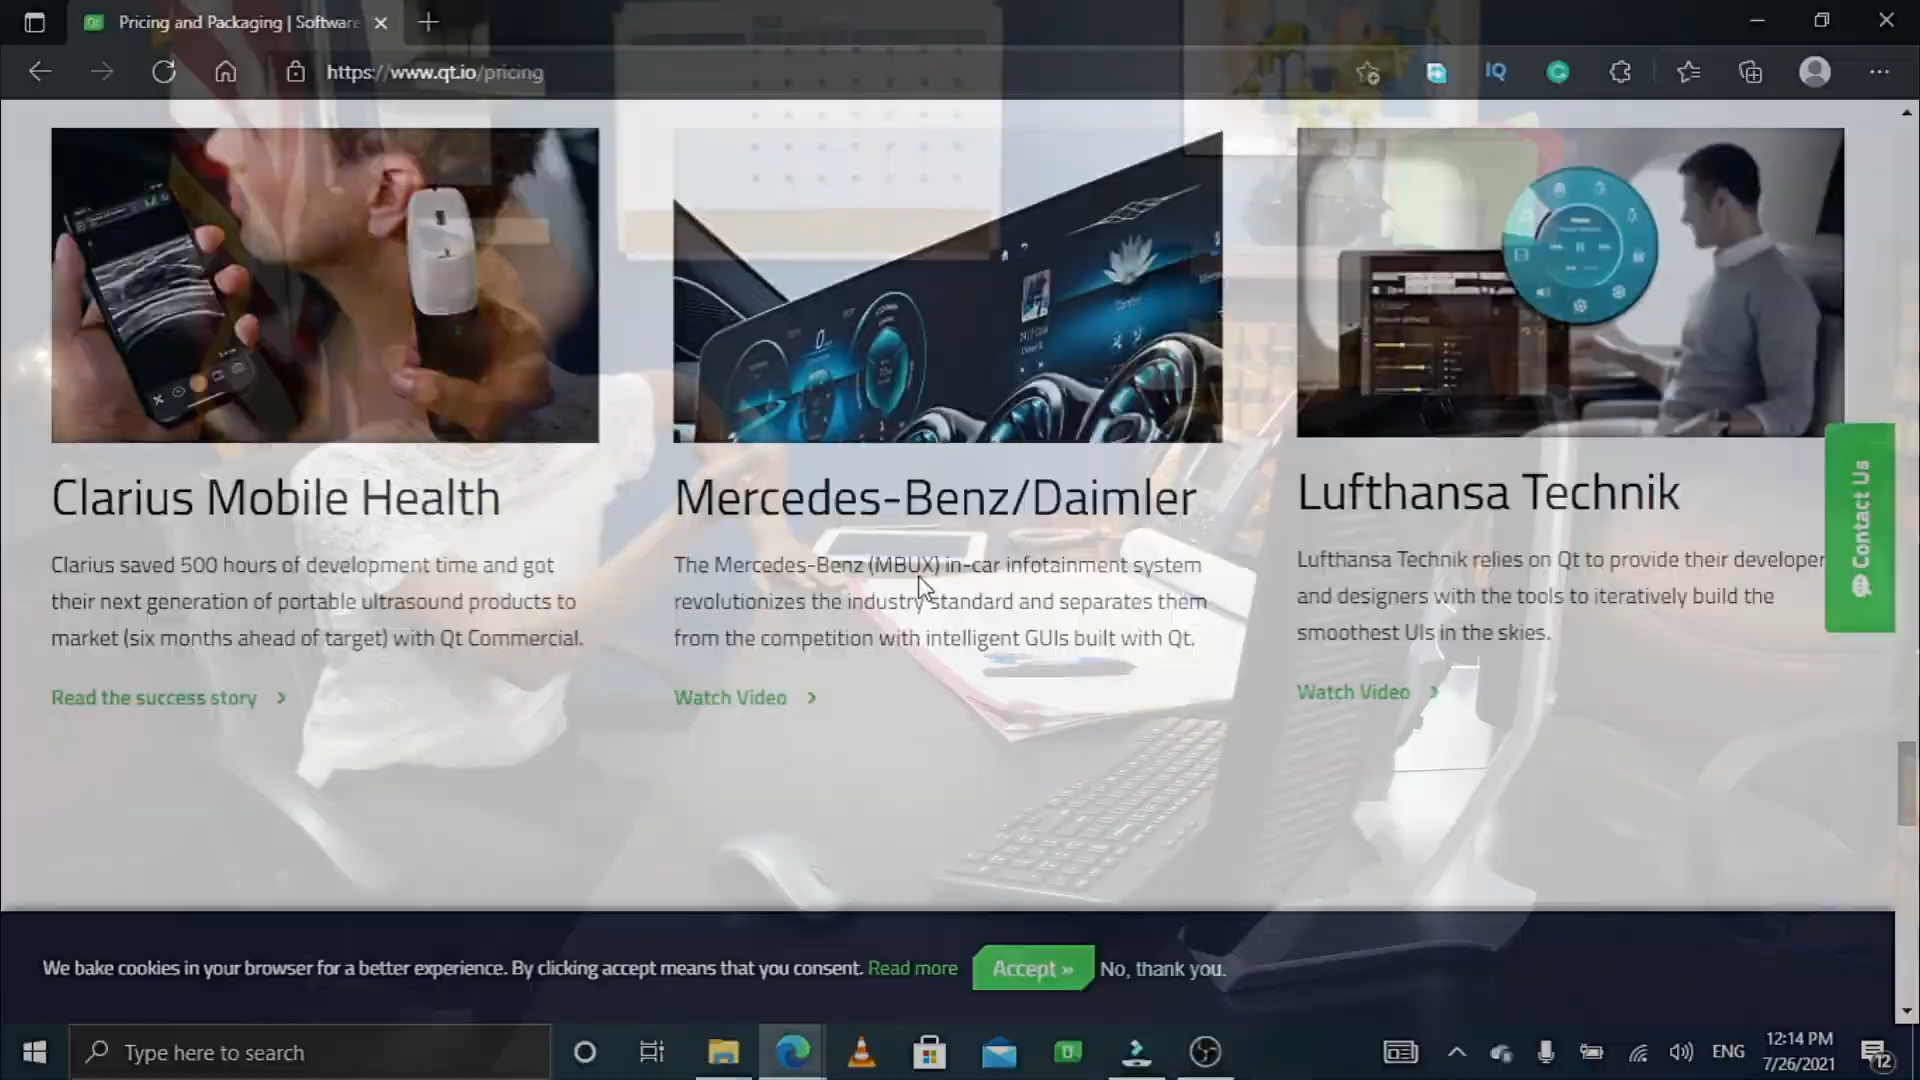 Pricing and Packaging | Software
https://www.qt.io/pricing
IQ
Clarius Mobile Health
Clarius saved 500 hours of development time and got
their next generation of portable ultrasound products to
market (six months ahead of target) with Qt Commercial.
Read the success story
Mercedes-Benz/Daimler
The Mercedes-Benz (MBUX) in-car infotainment system
revolutionizes the industry standard and separates them
from the competition with intelligent GUIs built with Qt.
Watch Video
Lufthansa Technik
Lufthansa Technik relies on Qt to provide their developer
and designers with the tools to iteratively build the
smoothest UIs in the skies.
Watch Video
Contact Us
We bake cookies in your browser for a better experience. By clicking accept means that you consent. Read more
Accept »
No, thank you.
Type here to search
ENG
12:14 PM
7/26/2021
12